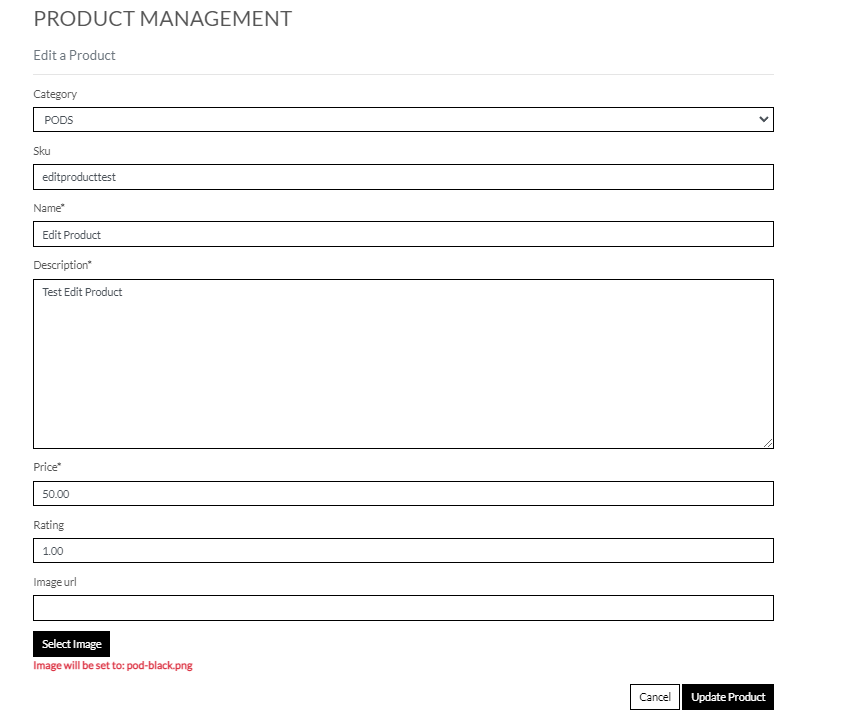 PRODUCT MANAGEMENT
Edit a Product
Category
PODS
Sku
editproducttest
Name*
Edit Product
Description*
Test Edit Product
Price*
50.00
Rating
1.00
Image url
Select Image
Image will be set to: pod-black.png
Cancel Update Product